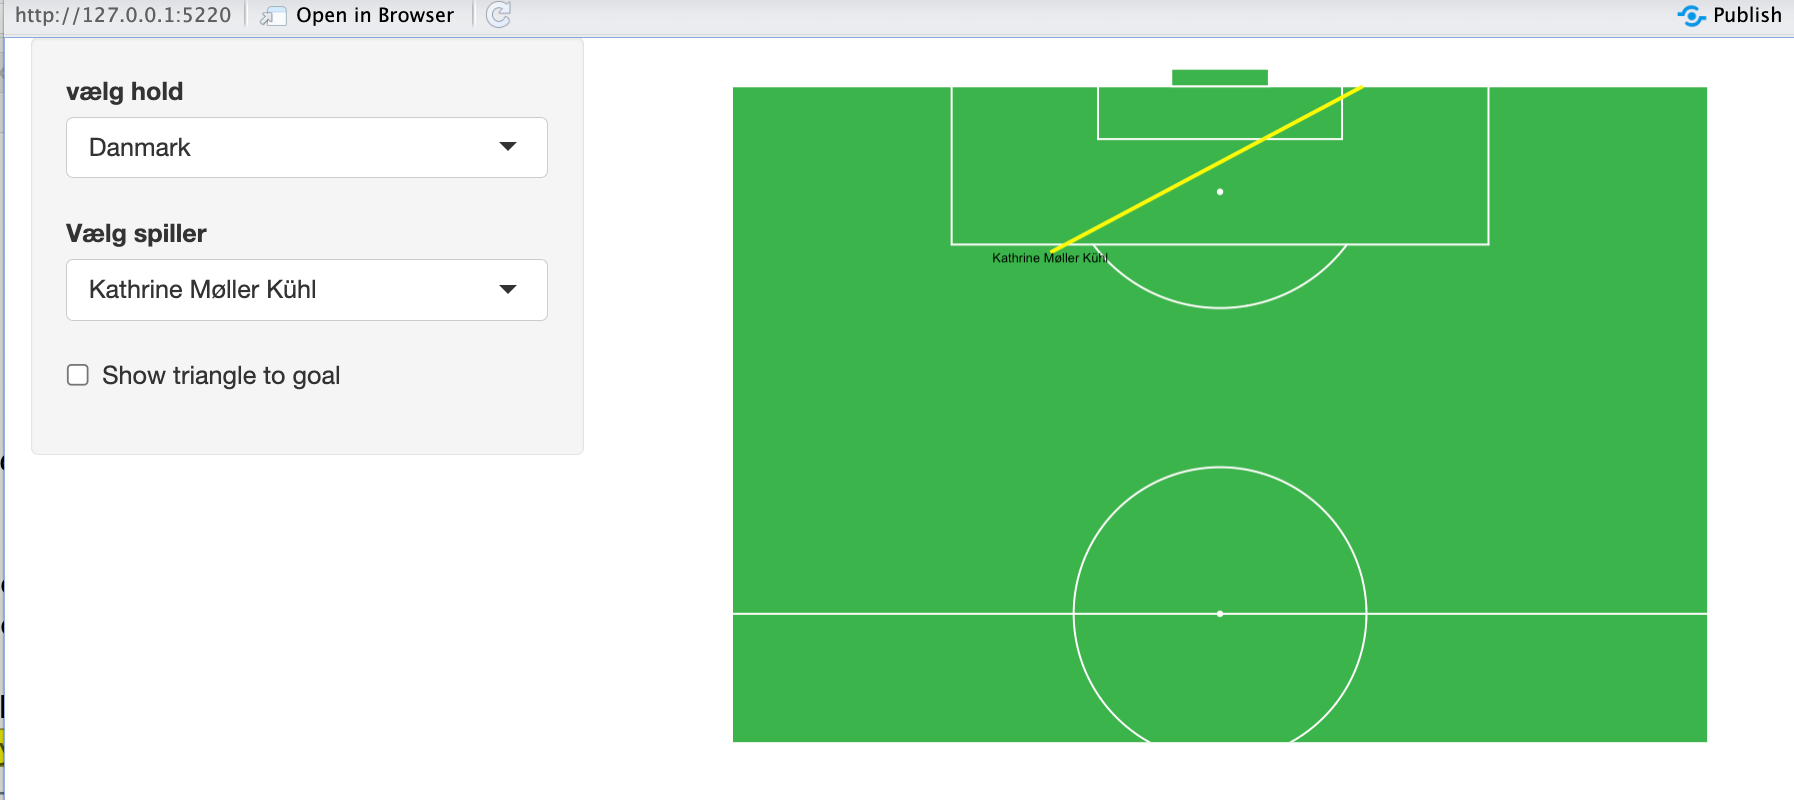 http://127.0.0.1:5220 Open in Browser Publish
vælg hold
Danmark
Vælg spiller
Kathrine Møller Kühl
Show triangle to goal
Kathrine Møller Kühl